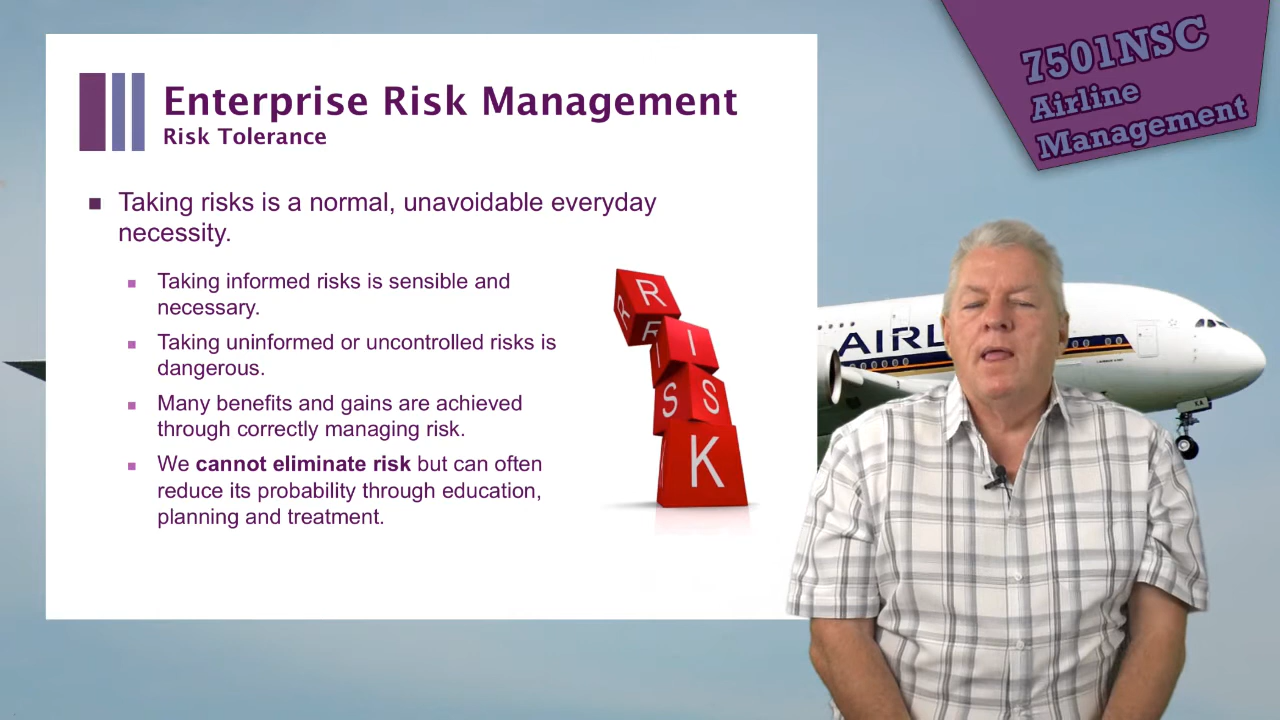 7501NSC
Airline
Management
Enterprise Risk Management
Risk Tolerance
Taking risks is a normal, unavoidable everyday
necessity.
Taking informed risks is sensible and
necessary.
Taking uninformed or uncontrolled risks is
dangerous.
Many benefits and gains are achieved
through correctly managing risk.
We cannot eliminate risk but can often
reduce its probability through education,
planning and treatment.
R
R
R
I
I
S
S
K
AIRL